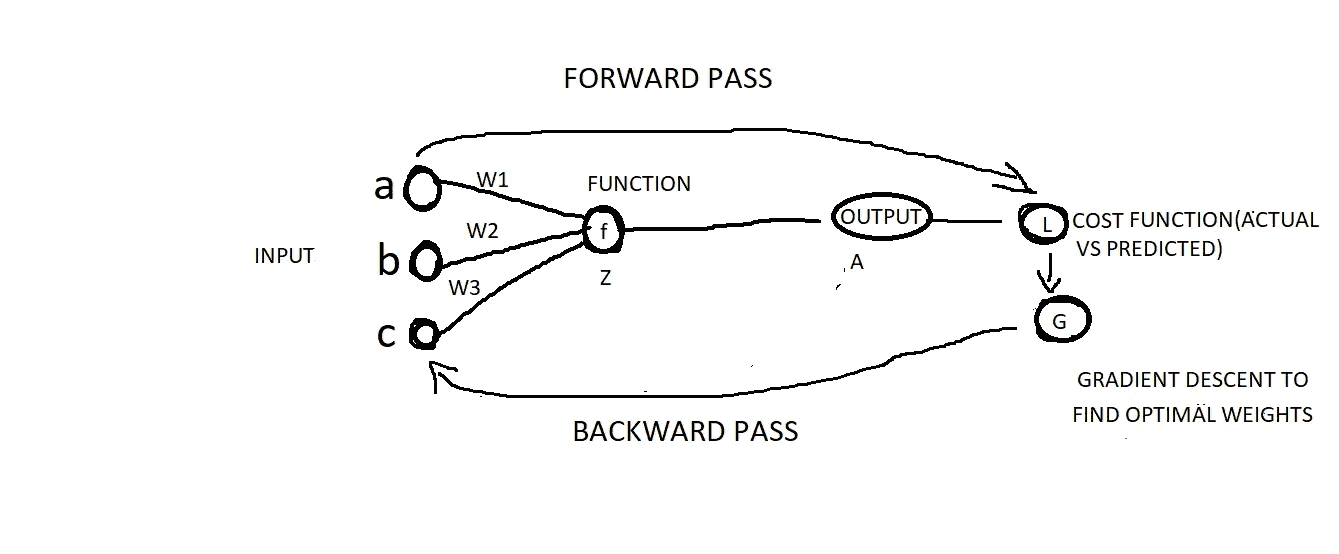 FORWARD PASS
a
W1
FUNCTION
W2
f
OUTPUT
L
COST FUNCTION(ACTUAL
VS PREDICTED)
INPUT
b
W3
Z
A
c
G
GRADIENT DESCENT TO
FIND OPTIMAL WEIGHTS
BACKWARD PASS